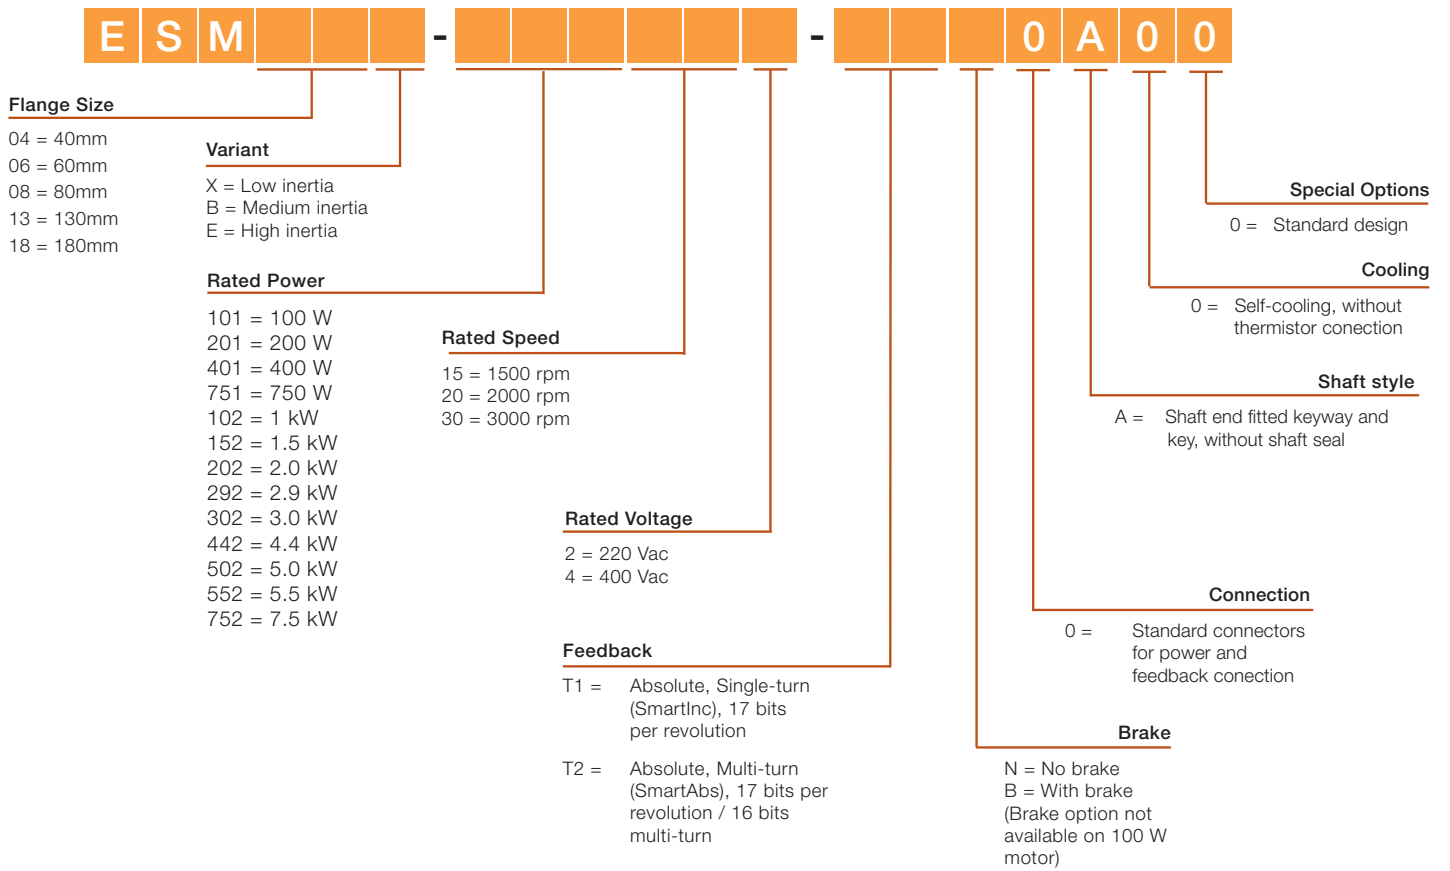 E S M - - 0 A 0 0
Flange Size
04 = 40mm
06 = 60mm
08 = 80mm
13 = 130mm
18 = 180mm
Variant
X = Low inertia
B = Medium inertia
E = High inertia
Rated Power
101 = 100 W
201 = 200 W
401 = 400 W
751 = 750 W
102 = 1 kW
152 = 1.5 kW
202 = 2.0 kW
292 = 2.9 kW
302 = 3.0 kW
442 = 4.4 kW
502 = 5.0 kW
552 = 5.5 kW
752 = 7.5 kW
Rated Speed
15 = 1500 rpm
20 = 2000 rpm
30 = 3000 rpm
Rated Voltage
2 = 220 Vac
4 = 400 Vac
Feedback
T1 = Absolute, Single-turn
(SmartInc), 17 bits
per revolution
T2 = Absolute, Multi-turn
(SmartAbs), 17 bits per
revolution / 16 bits
multi-turn
Special Options
0 = Standard design
Cooling
0 = Self-cooling, without
thermistor conection
Shaft style
A = Shaft end fitted keyway and
key, without shaft seal
Connection
0 = Standard connectors
for power and
feedback conection
Brake
N = No brake
B = With brake
(Brake option not
available on 100 W
motor)